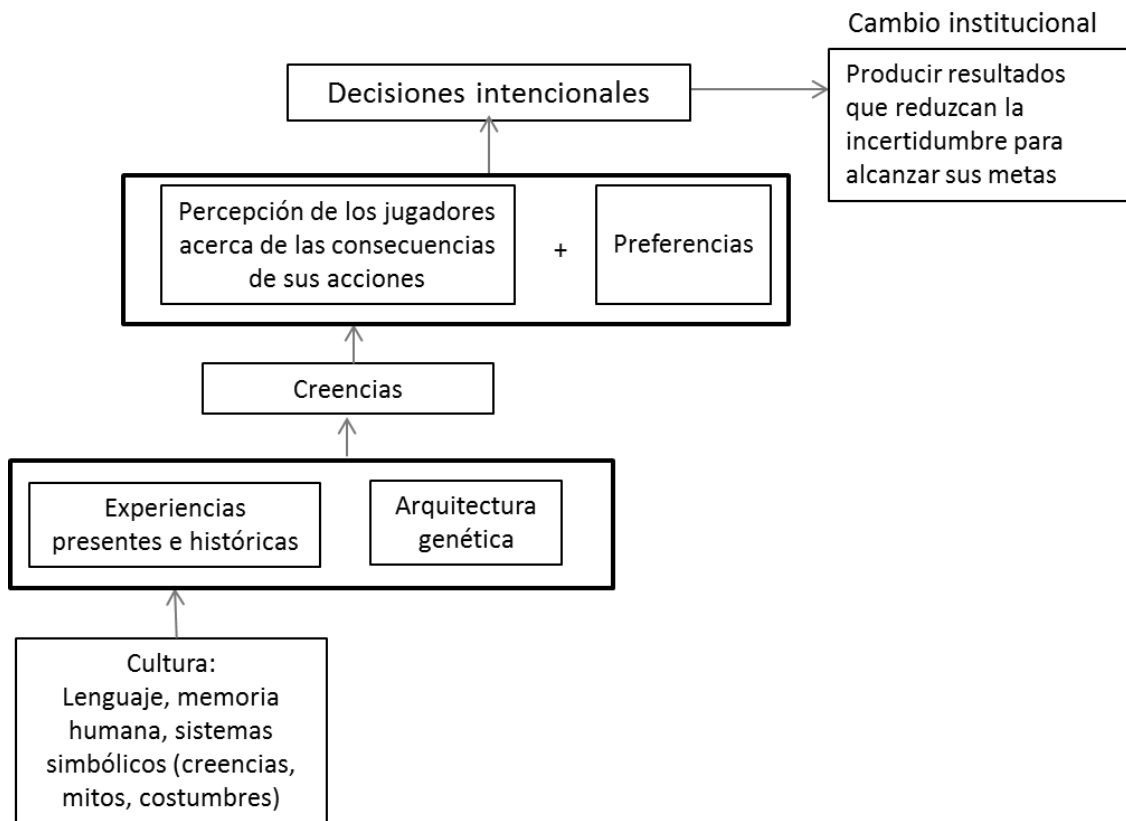 Cambio institucional
Producir resultados
que reduzcan la
incertidumbre para
alcanzar sus metas
Decisiones intencionales
Percepción de los jugadores
acerca de las consecuencias
de sus acciones
+
Preferencias
Creencias
Experiencias
presentes e históricas
Arquitectura
genética
Cultura:
Lenguaje, memoria
humana, sistemas
simbólicos (creencias,
mitos, costumbres)